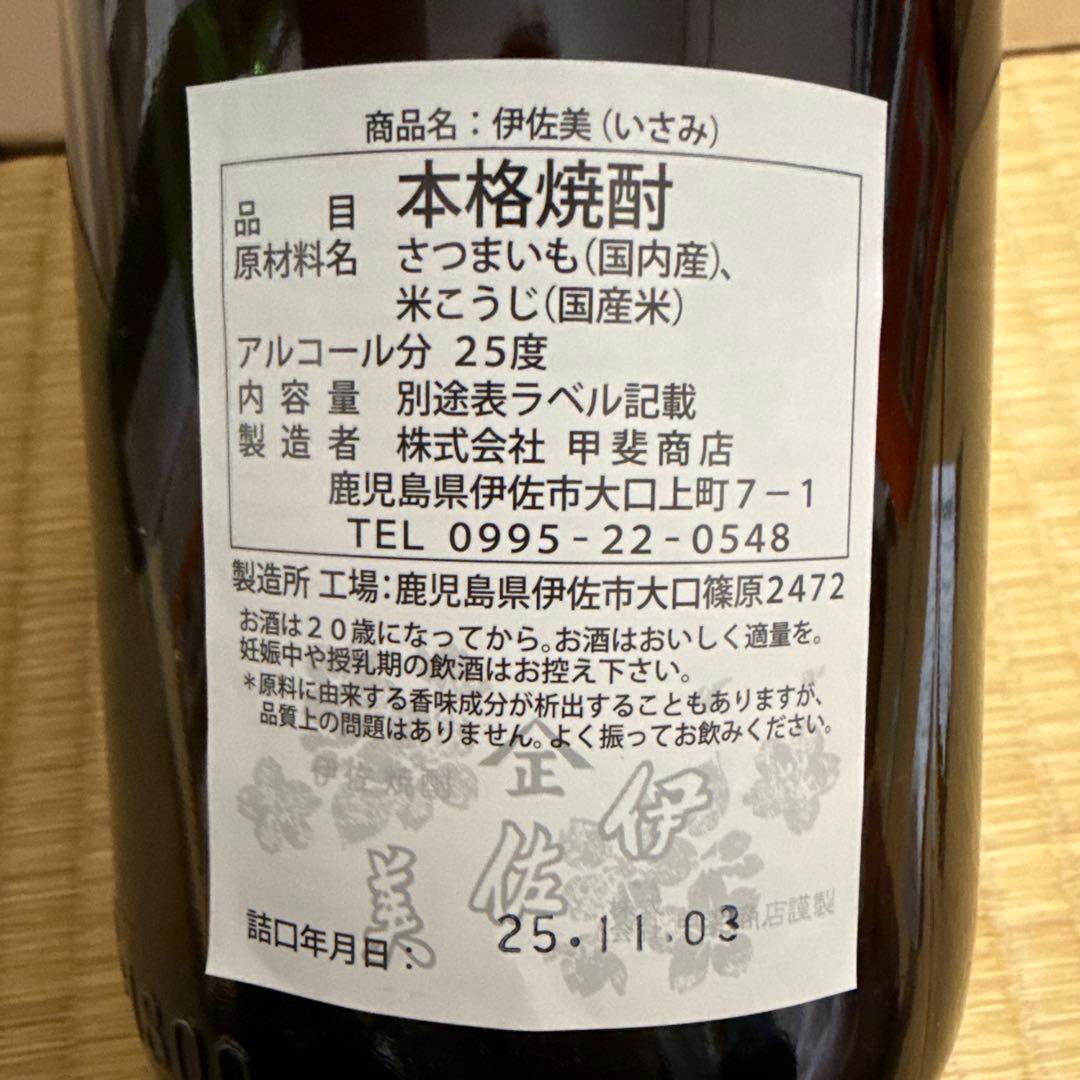 商品名：伊佐美（いさみ）
品目 本格焼酎
原材料名 さつまいも（国内産）、
米こうじ（国産米）
アルコール分 25度
内容量 別途表ラベル記載
製造者 株式会社 甲斐商店
鹿児島県伊佐市大口上町7－1
TEL 0995-22-0548
製造所 工場：鹿児島県伊佐市大口篠原2472
お酒は20歳になってから。お酒はおいしく適量を。
妊娠中や授乳期の飲酒はお控え下さい。
＊原料に由来する香味成分が析出することもありますが、
品質上の問題はありません。よく振ってお飲みください。
正
伊佐焼酎
伊佐美
商店謹製
詰口年月日： 25.11.03